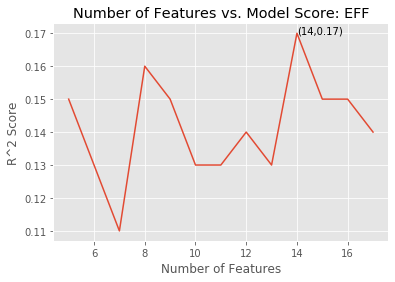 Number of Features vs. Model Score: EFF
(14,0.17)
0.17
0.16
0.15
0.14
0.13
0.12
0.11
R^2 Score
6 8 10 12 14 16
Number of Features